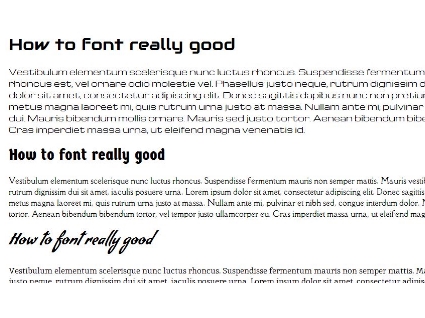 How to font really good
Vestibulum elementum scelerisque nunc luctus rhoncus. Suspendisse fermentum
rhoncus est, vel ornare odio molestie vel. Phasellus justo neque, rutrum dignissim d
dolor sit amet, consectetur adipiscing elit. Donec sagittis dapibus nunc non pretiu
metus magna laoreet mi, quis rutrum urna justo at massa. Nullam ante mi, pulvinar
dui. Mauris bibendum mollis ornare. Mauris sed justo tortor. Aenean bibendum bibe
Cras imperdiet massa urna, ut eleifend magna venenatis id.
How to font really good
Vestibulum elementum scelerisque nunc luctus rhoncus. Suspendisse fermentum mauris non semper mattis. Mauris vesti
rutrum dignissim dui sit amet, iaculis posuere urna. Lorem ipsum dolor sit amet, consectetur adipiscing elit. Donec sagi
metus magna laoreet mi, quis rutrum urna justo at massa. Nullam ante mi, pulvinar et nibh sed, congue interdum dolor.
tortor. Aenean bibendum bibendum tortor, vel tempor justo ullamcorper eu. Cras imperdiet massa urna, ut eleifend mag
How to font really good
Vestibulum elementum scelerisque nunc luctus rhoncus. Suspendisse fermentum mauris non semper mattis.
justo neque, rutrum dignissim dui sit amet, iaculis posuere urna. Lorem ipsum dolor sit amet, consectetur adipiscin